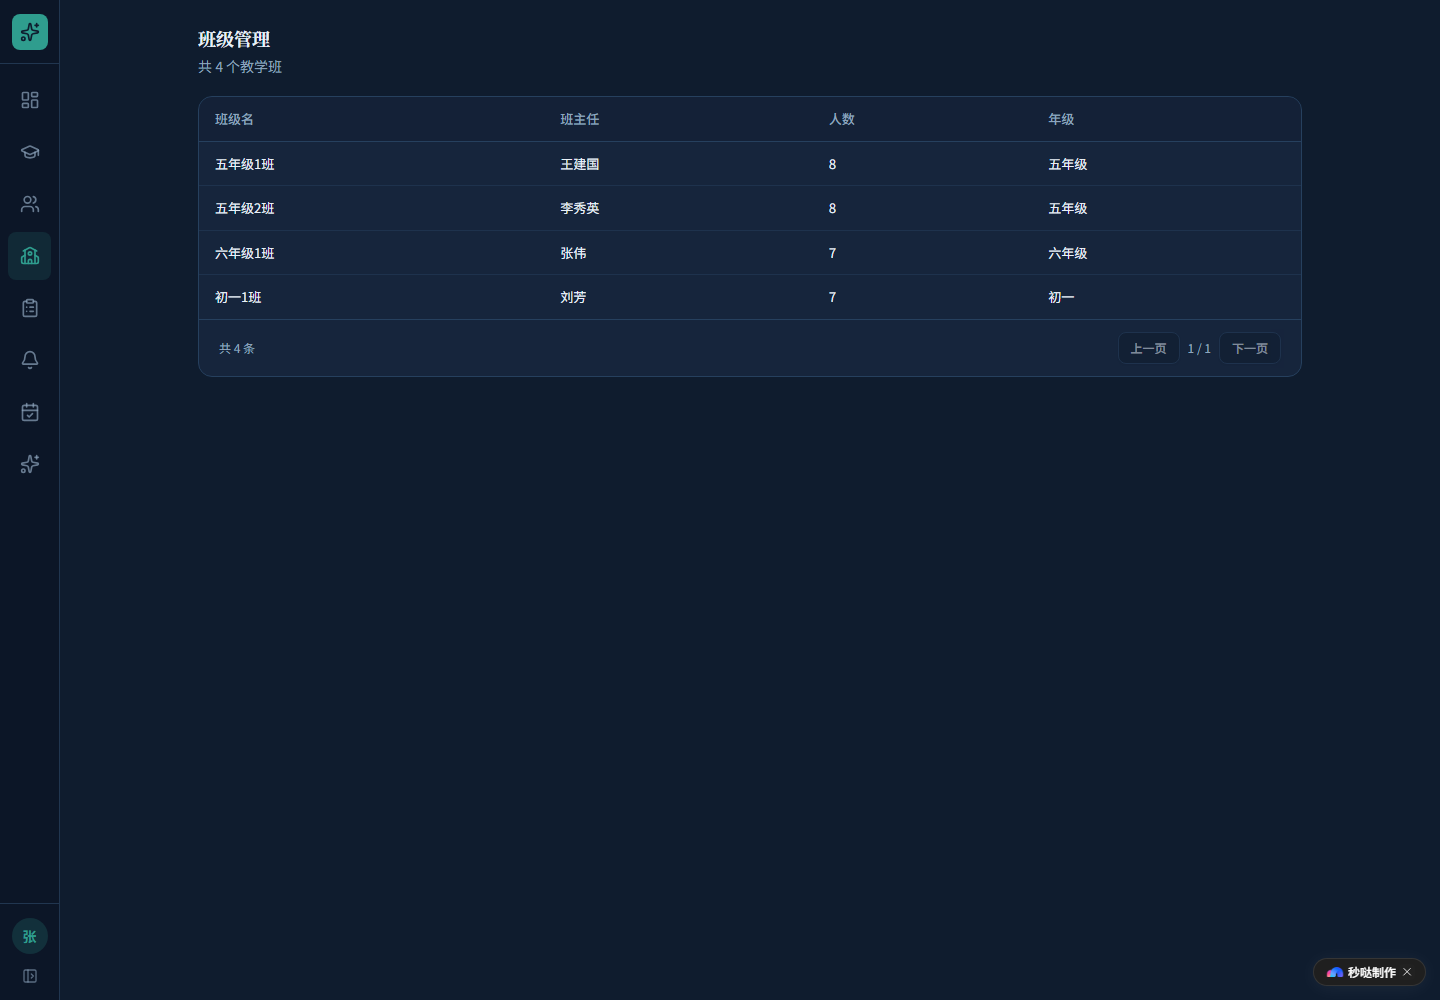 班级管理
共 4 个教学班
班级名 班主任 人数 年级
五年级1班 王建国 8 五年级
五年级2班 李秀英 8 五年级
六年级1班 张伟 7 六年级
初一1班 刘芳 7 初一
共 4 条 上一页 1 / 1 下一页
张
秒哒制作